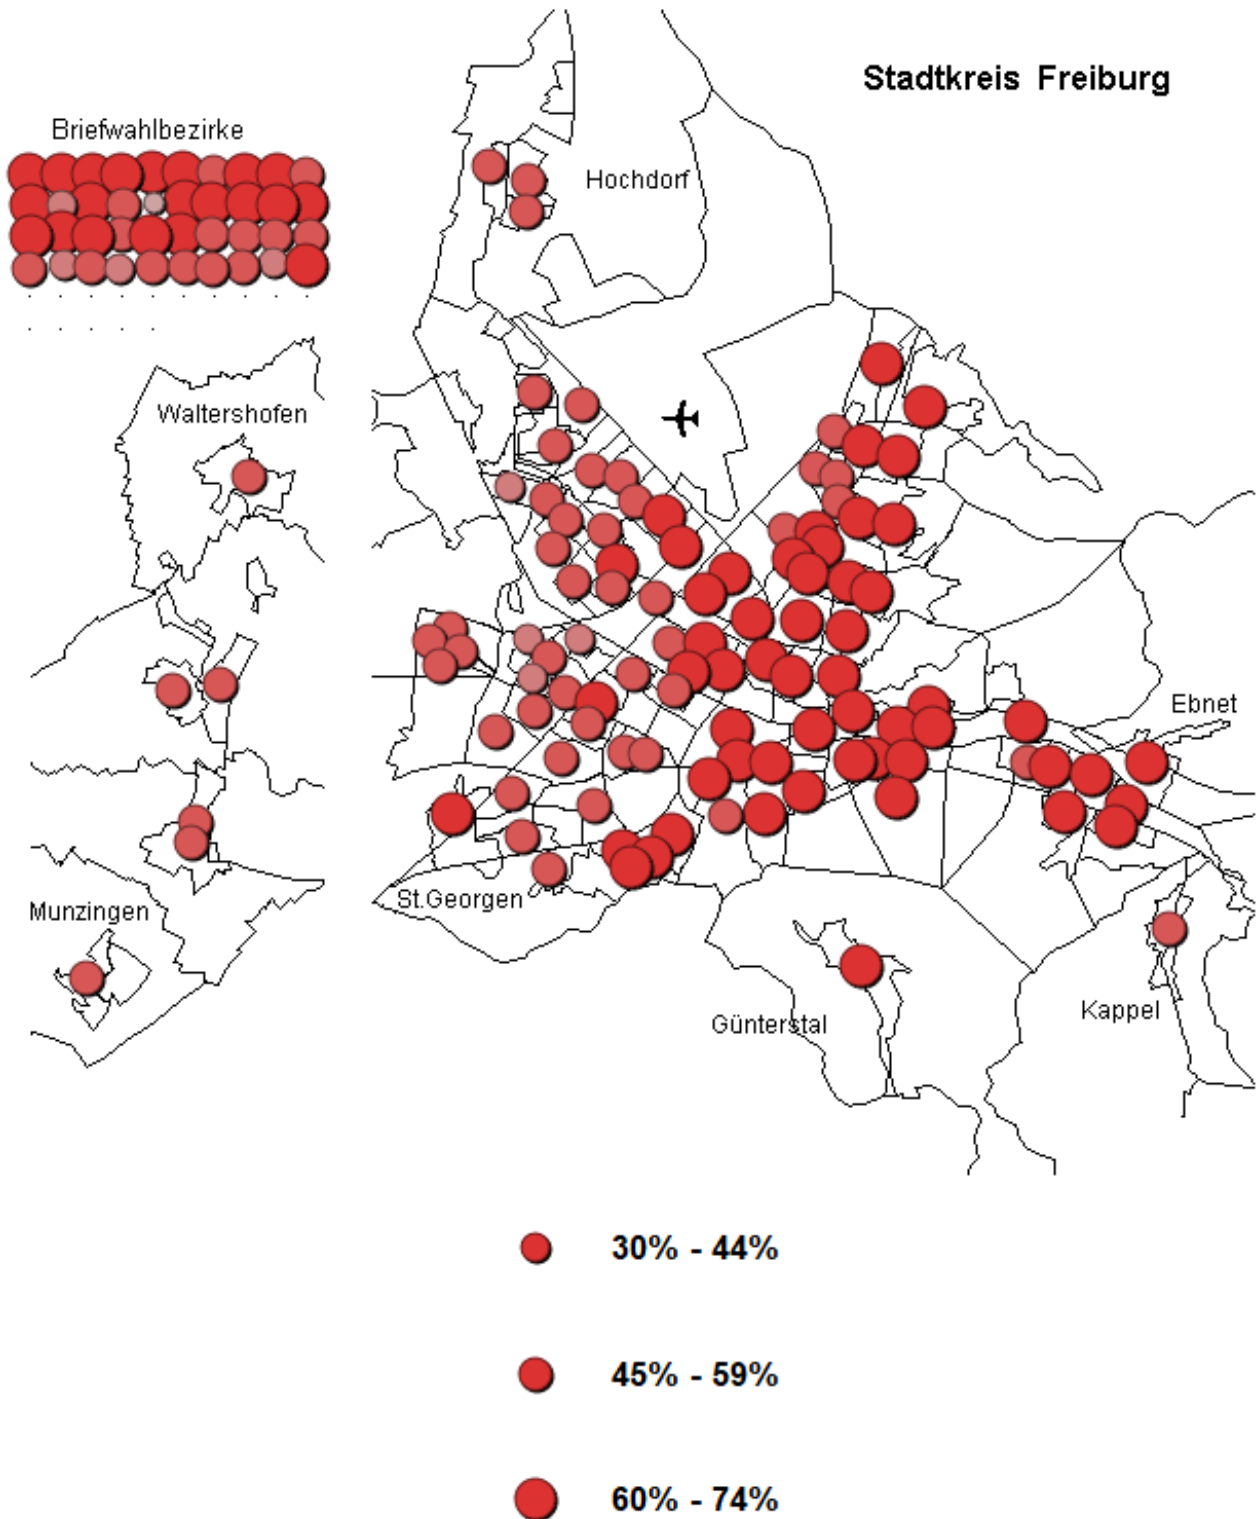 Stadtkreis Freiburg
Briefwahlbezirke
Hochdorf
Waltershofen
Ebnet
St.Georgen
Munzingen
Günterstal
Kappel
30% - 44%
45% - 59%
60% - 74%